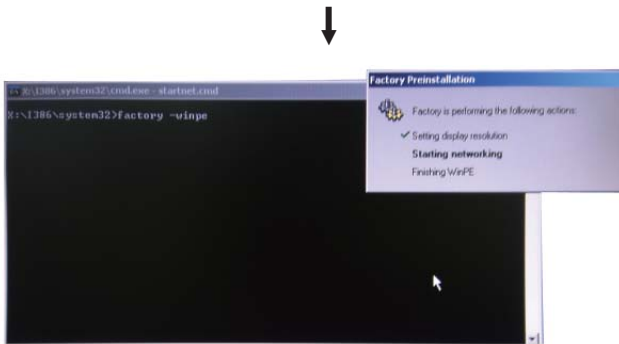 X:\I386\system32\cmd.exe - startnet.cmd
X:\I386\system32>factory -winpe
Factory Preinstallation
Factory is performing the following actions:
Setting display resolution
Starting networking
Finishing WinPE